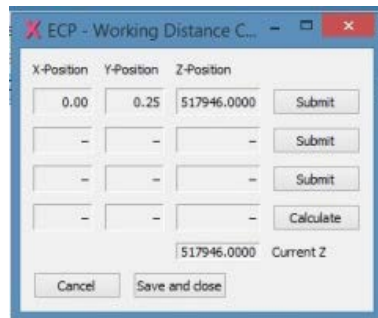 ECP - Working Distance C...
X-Position Y-Position Z-Position
0.00 0.25 517946.0000 Submit
- - - Submit
- - - Submit
- - - Calculate
517946.0000 Current Z
Cancel Save and close